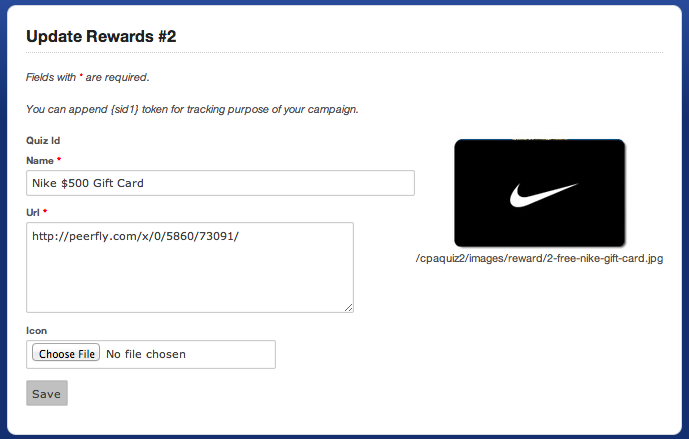 Update Rewards #2
Fields with * are required.
You can append {sid1} token for tracking purpose of your campaign.
Quiz Id
Name *
Nike $500 Gift Card
Url *
http://peerfly.com/x/0/5860/73091/
/cpaquiz2/images/reward/2-free-nike-gift-card.jpg
Icon
Choose File No file chosen
Save